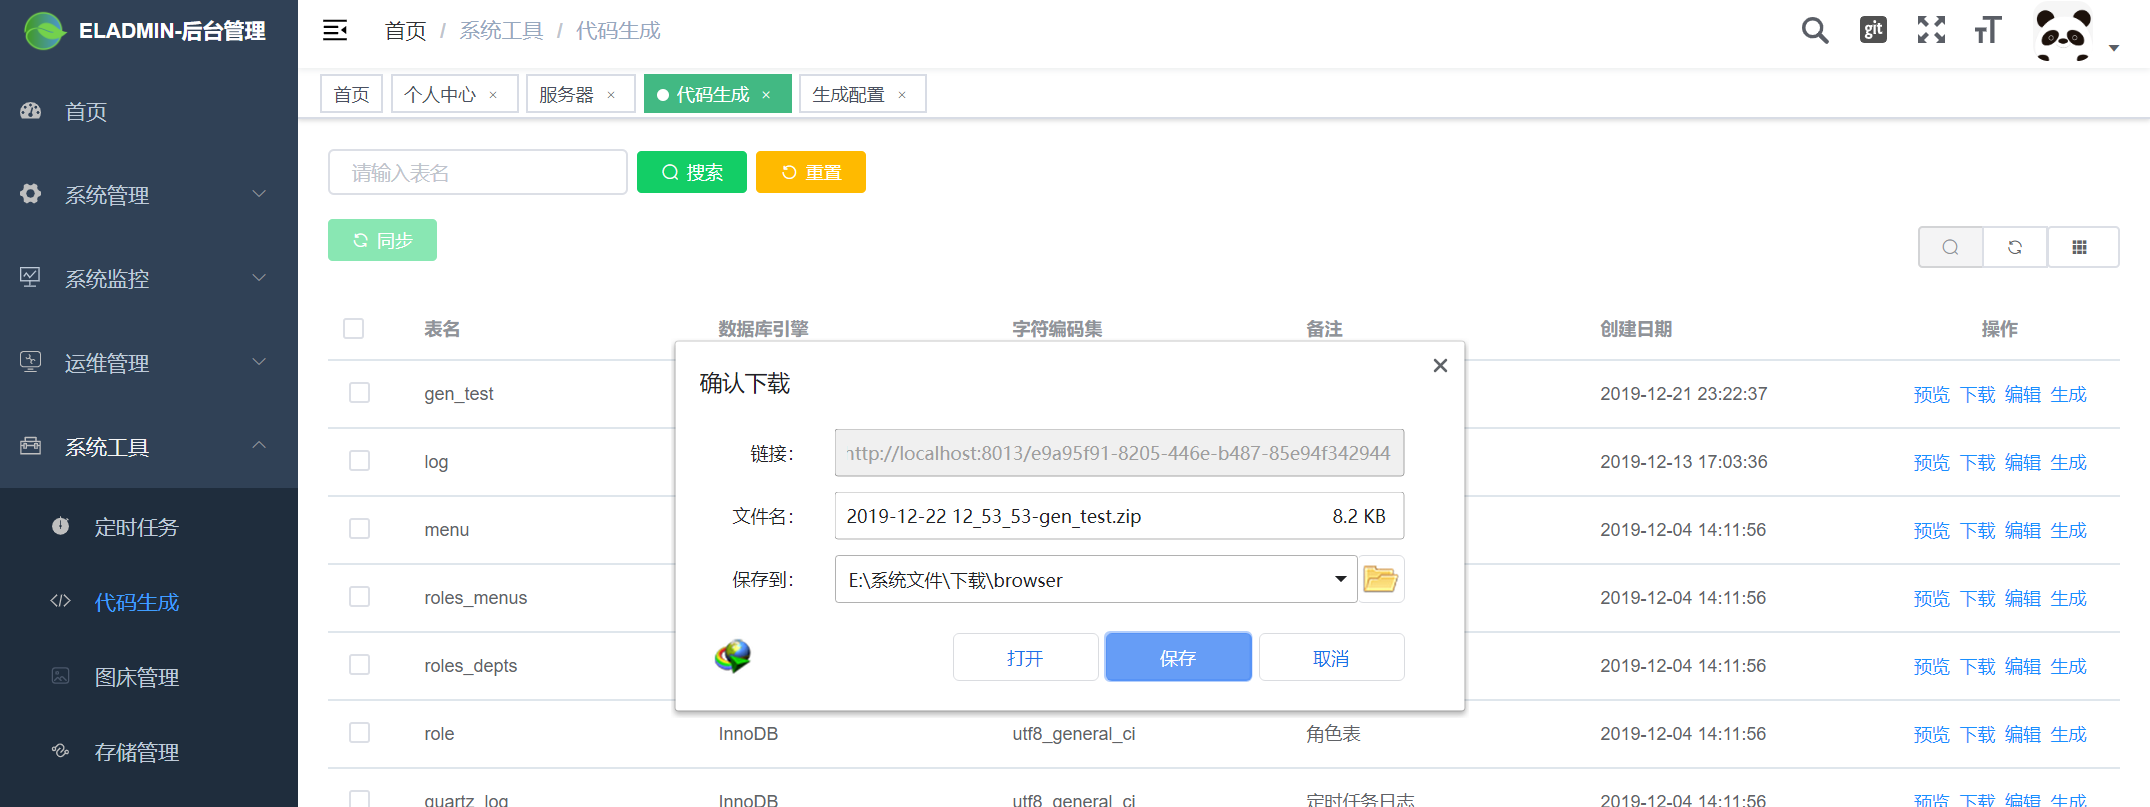 ELADMIN-后台管理
首页
系统管理
系统监控
运维管理
系统工具
定时任务
代码生成
图床管理
存储管理
首页 / 系统工具 / 代码生成
git
首页 个人中心 × 服务器 × 代码生成 × 生成配置 ×
请输入表名 搜索 重置
同步
表名 数据库引擎 字符编码集 备注 创建日期 操作
gen_test 2019-12-21 23:22:37 预览 下载 编辑 生成
log 2019-12-13 17:03:36 预览 下载 编辑 生成
menu 2019-12-04 14:11:56 预览 下载 编辑 生成
roles_menus 2019-12-04 14:11:56 预览 下载 编辑 生成
roles_depts 2019-12-04 14:11:56 预览 下载 编辑 生成
role InnoDB utf8_general_ci 角色表 2019-12-04 14:11:56 预览 下载 编辑 生成
quartz_log InnoDB utf8_general_ci 定时任务日志 2019-12-04 14:11:56 预览 下载 编辑 生成
确认下载
链接: http://localhost:8013/e9a95f91-8205-446e-b487-85e94f342944
文件名: 2019-12-22 12_53_53-gen_test.zip 8.2 KB
保存到: E:\系统文件\下载\browser
打开 保存 取消